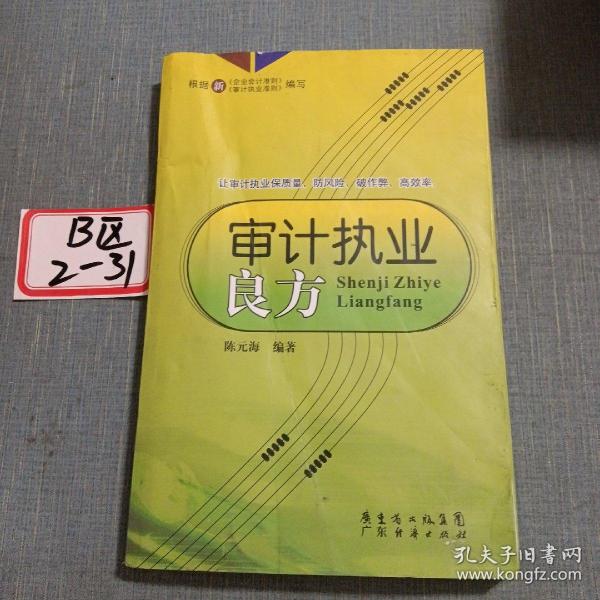 根据 新 《企业会计准则》 编写
《审计执业准则》
让审计执业保质量、防风险、破作弊、高效率
审计执业
良方 Shenji Zhiye
Liangfang
陈元海 编著
B区
2-31
广东省出版集团
广东经济出版社
孔夫子旧书网
www.kongfz.com